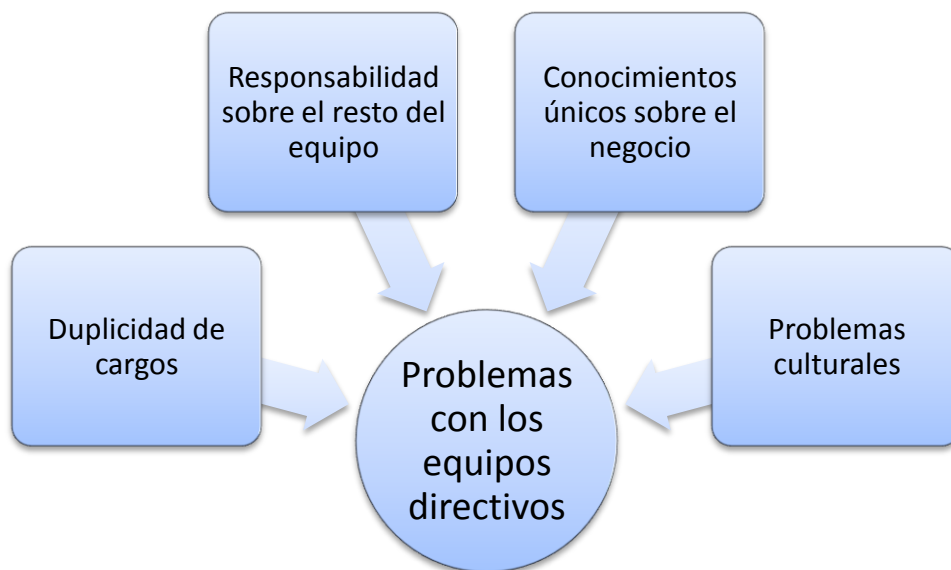 Responsabilidad
sobre el resto del
equipo
Conocimientos
únicos sobre el
negocio
Duplicidad de
cargos
Problemas
culturales
Problemas
con los
equipos
directivos